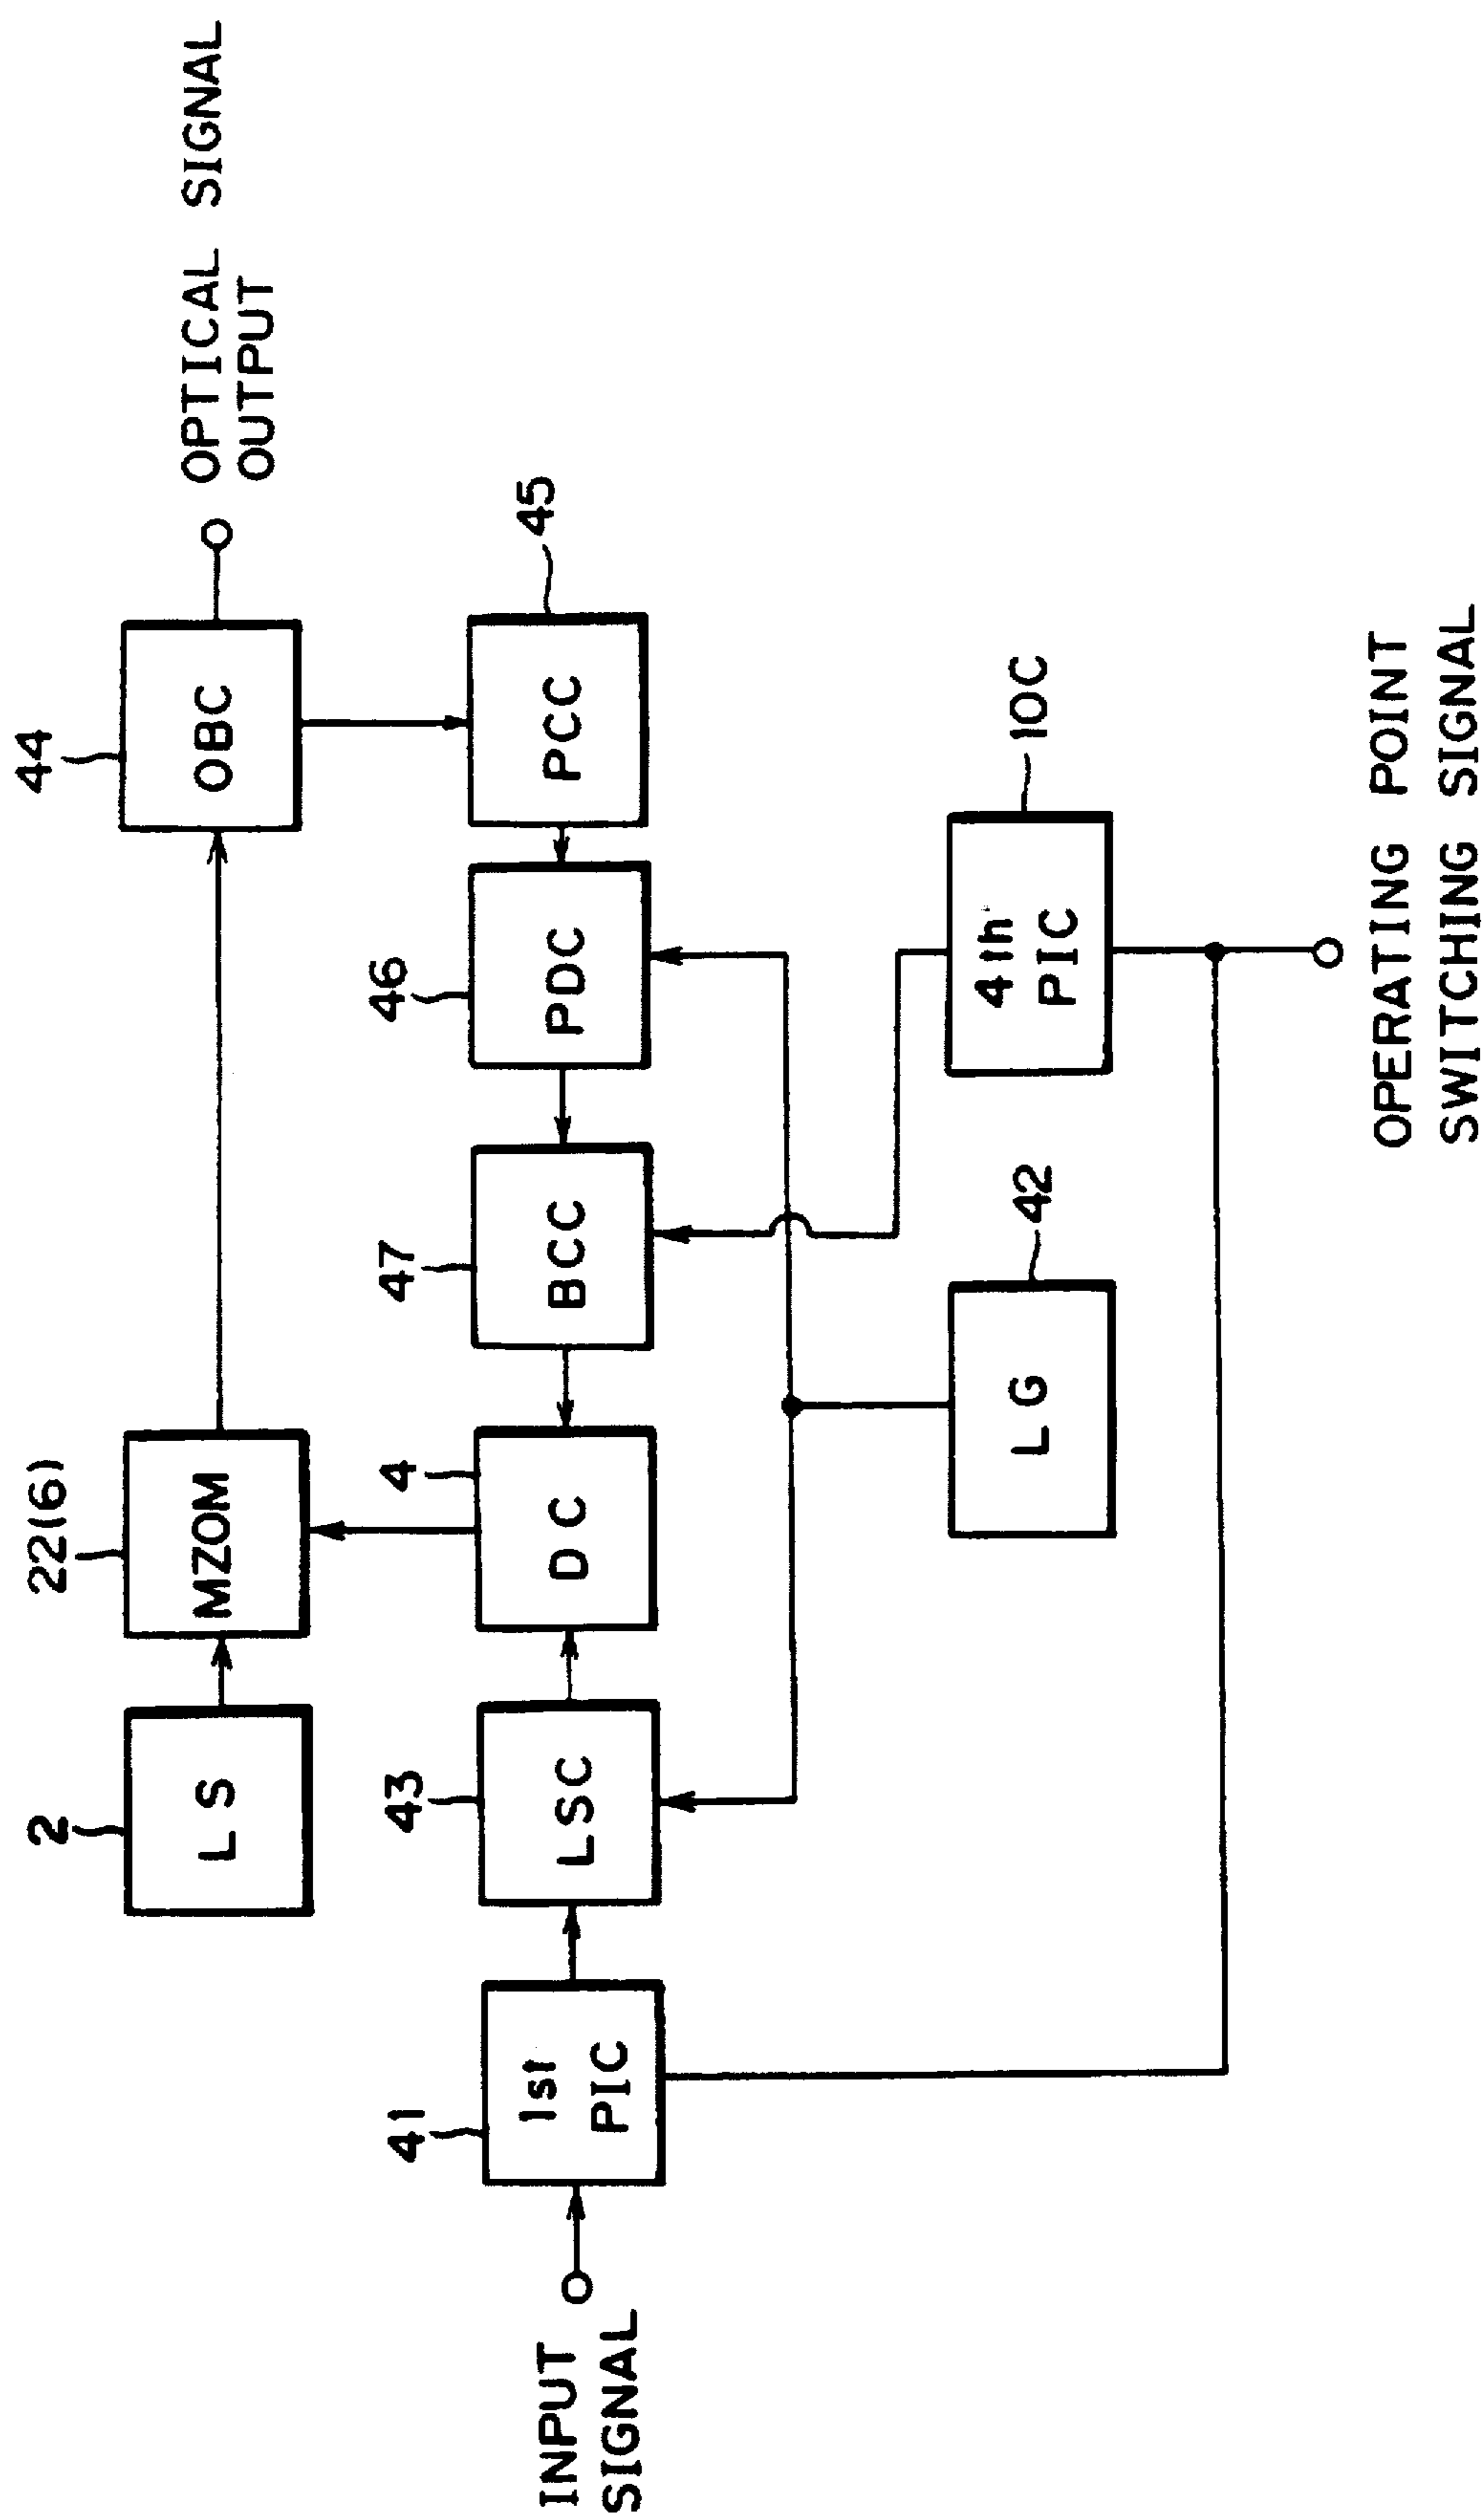 44
OPTICAL SIGNAL
OUTPUT
22(6)
2
OBC
MZOM
LS
45
46
47
4
43
41
PCC
PDC
BCC
DC
LSC
1st
PIC
INPUT
SIGNAL
10C
4th
PIC
42
LG
OPERATING POINT
SWITCHING SIGNAL